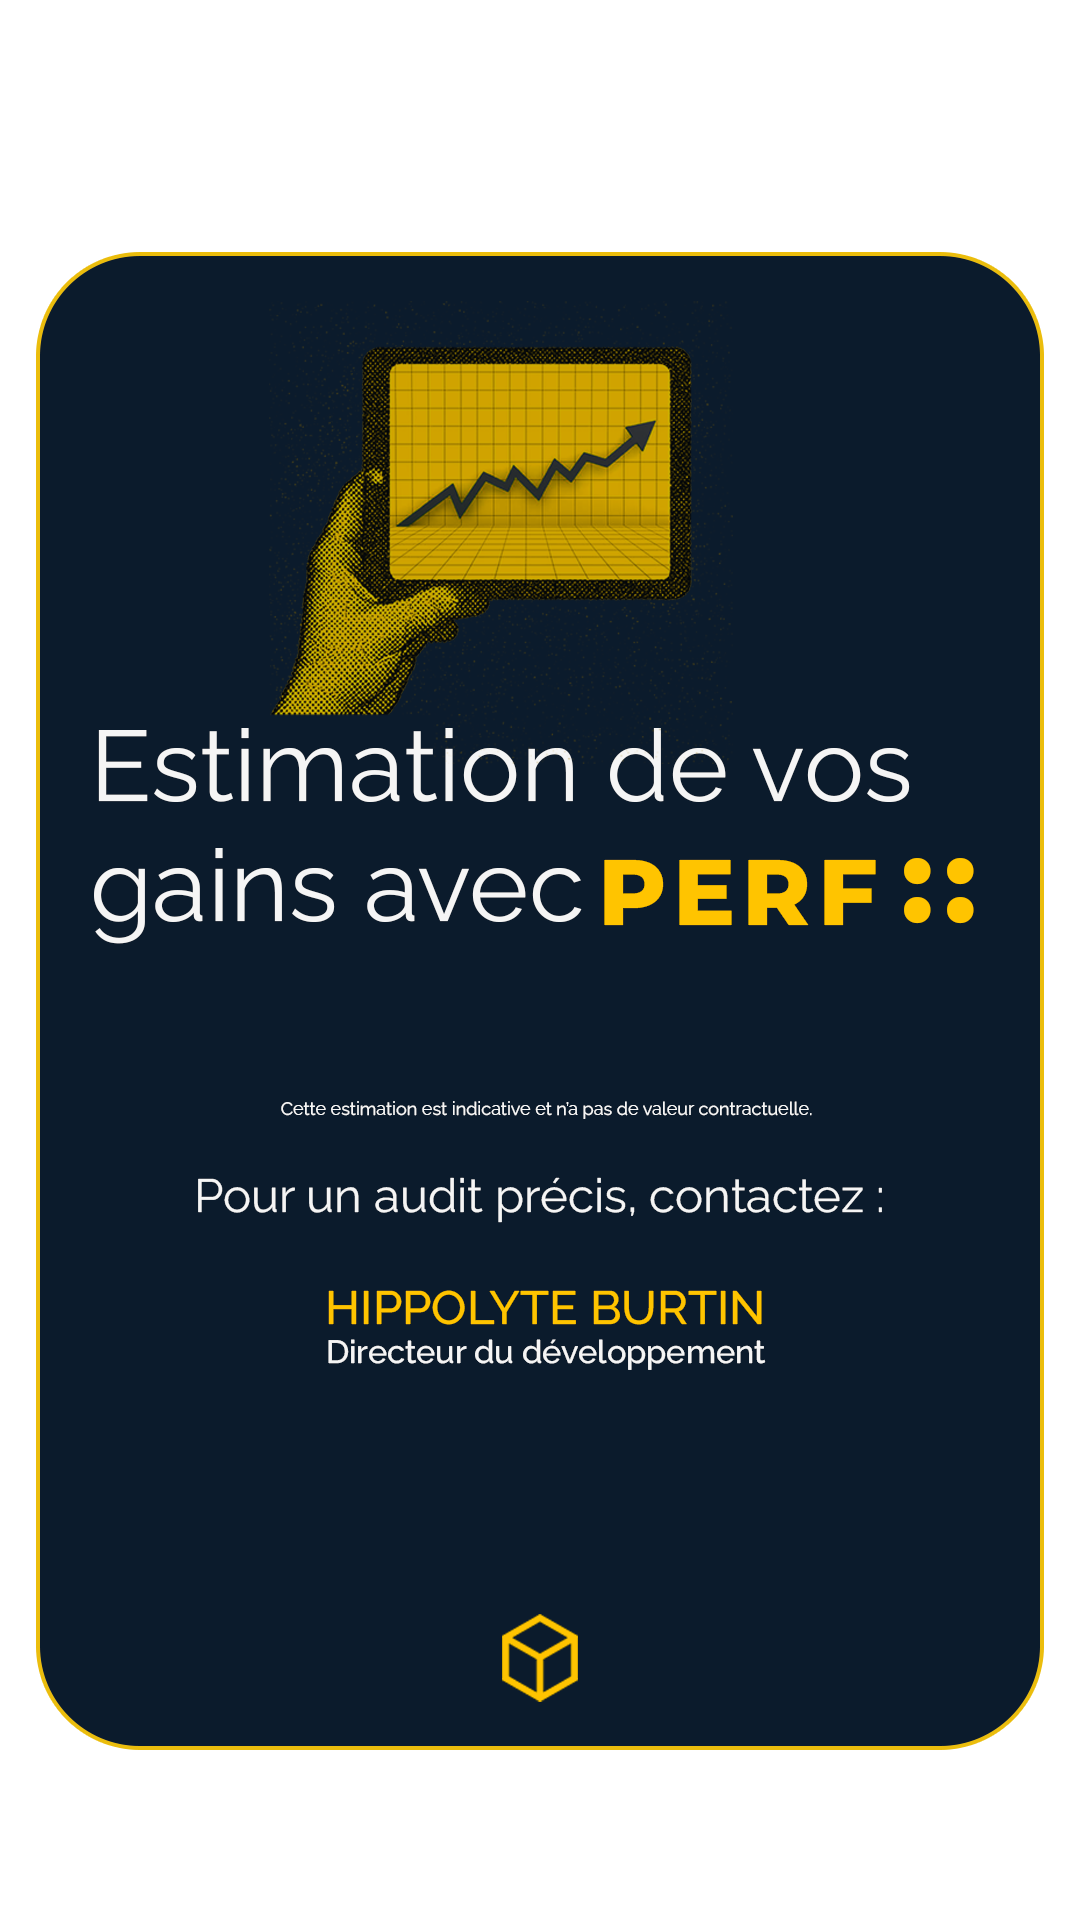 Estimation de vos
gains avec PERF
Cette estimation est indicative et n'a pas de valeur contractuelle.
Pour un audit précis, contactez :
HIPPOLYTE BURTIN
Directeur du développement